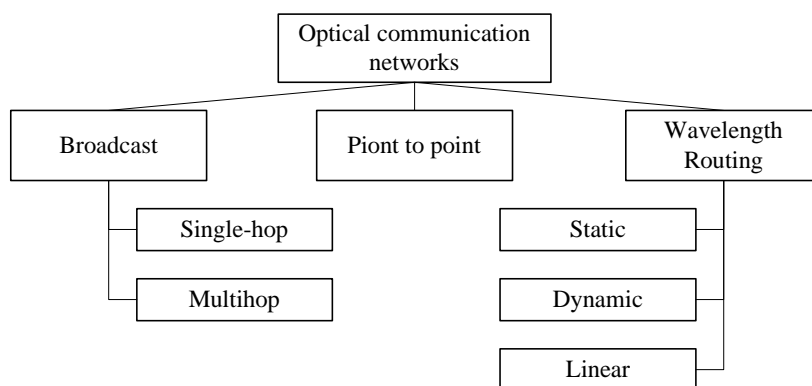 Optical communication
networks
Broadcast
Piont to point
Wavelength
Routing
Single-hop
Multihop
Static
Dynamic
Linear